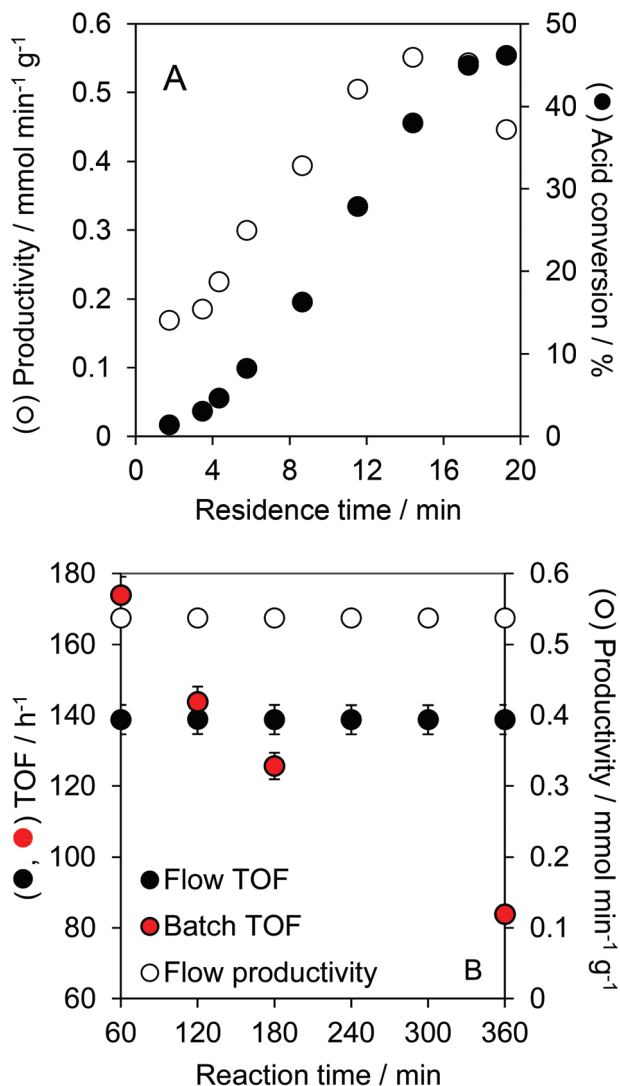 A
(○) Productivity / mmol min⁻¹ g⁻¹
0.6
0.5
0.4
0.3
0.2
0.1
0
50
40
30
20
10
0
(●) Acid conversion / %
0 4 8 12 16 20
Residence time / min
(●, ●) TOF / h⁻¹
180
160
140
120
100
80
60
0.6
0.5
0.4
0.3
0.2
0.1
0
(○) Productivity / mmol min⁻¹ g⁻¹
Flow TOF
Batch TOF
Flow productivity
B
60 120 180 240 300 360
Reaction time / min